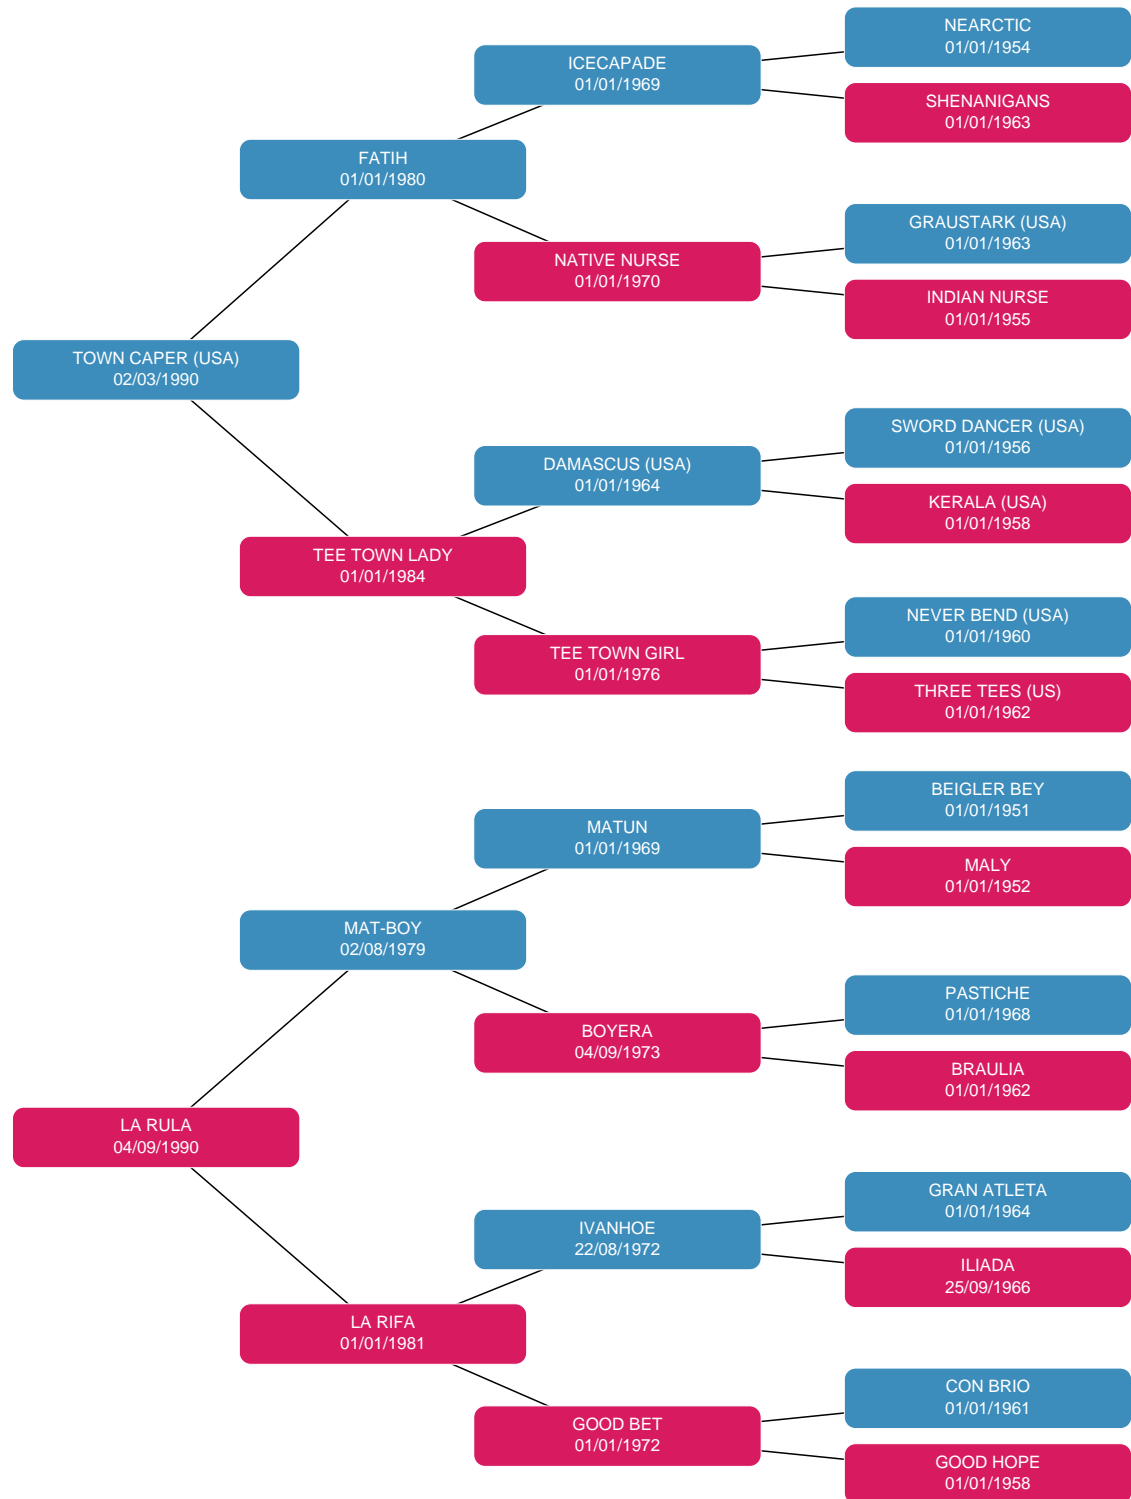 NEARCTIC
01/01/1954
ICECAPADE
01/01/1969
SHENANIGANS
01/01/1963
FATIH
01/01/1980
GRAUSTARK (USA)
01/01/1963
NATIVE NURSE
01/01/1970
INDIAN NURSE
01/01/1955
TOWN CAPER (USA)
02/03/1990
SWORD DANCER (USA)
01/01/1956
DAMASCUS (USA)
01/01/1964
KERALA (USA)
01/01/1958
TEE TOWN LADY
01/01/1984
NEVER BEND (USA)
01/01/1960
TEE TOWN GIRL
01/01/1976
THREE TEES (US)
01/01/1962
BEIGLER BEY
01/01/1951
MATUN
01/01/1969
MALY
01/01/1952
MAT-BOY
02/08/1979
PASTICHE
01/01/1968
BOYERA
04/09/1973
BRAULIA
01/01/1962
LA RULA
04/09/1990
GRAN ATLETA
01/01/1964
IVANHOE
22/08/1972
ILIADA
25/09/1966
LA RIFA
01/01/1981
CON BRIO
01/01/1961
GOOD BET
01/01/1972
GOOD HOPE
01/01/1958